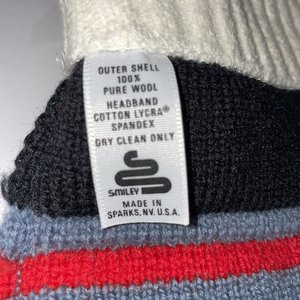 OUTER SHELL
100%
PURE WOOL
HEADBAND
COTTON LYCRA®
SPANDEX
DRY CLEAN ONLY
SMILEY
MADE IN
SPARKS, NV. U.S.A.